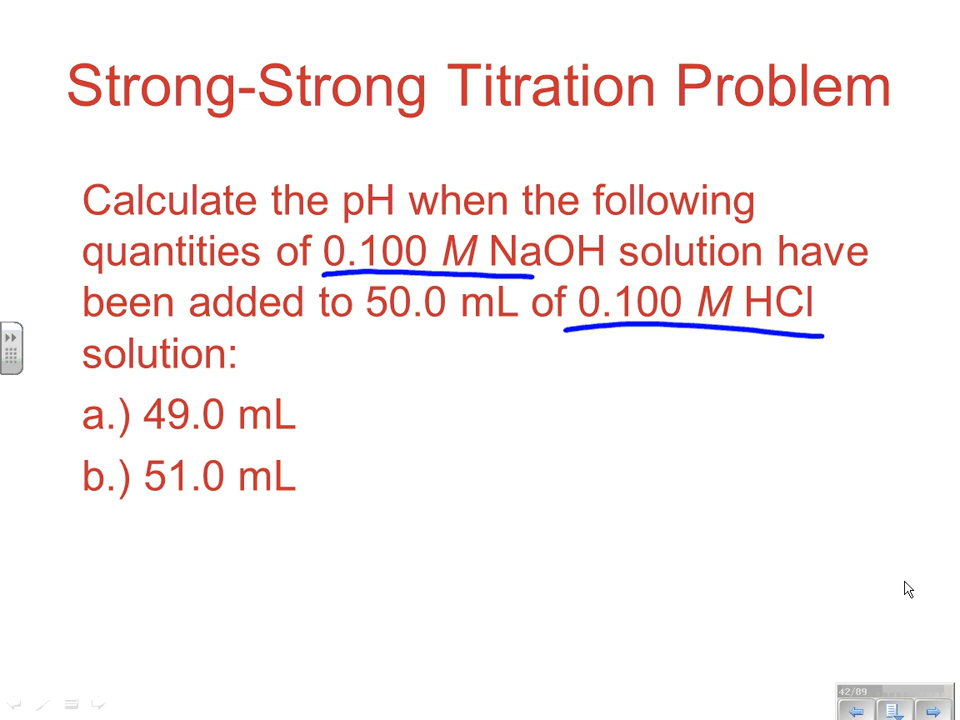 Strong-Strong Titration Problem
Calculate the pH when the following
quantities of 0.100 M NaOH solution have
been added to 50.0 mL of 0.100 M HCl
solution:
a.) 49.0 mL
b.) 51.0 mL
42/89